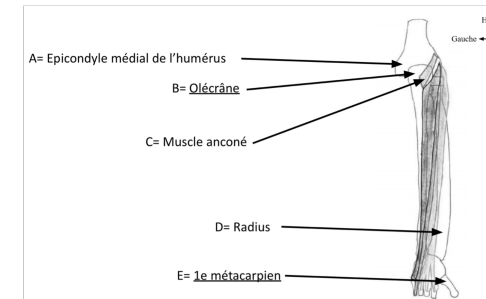 H
Gauche
A= Epicondyle médial de l'humérus
B= Olécrâne
C= Muscle anconé
D= Radius
E= 1e métacarpien